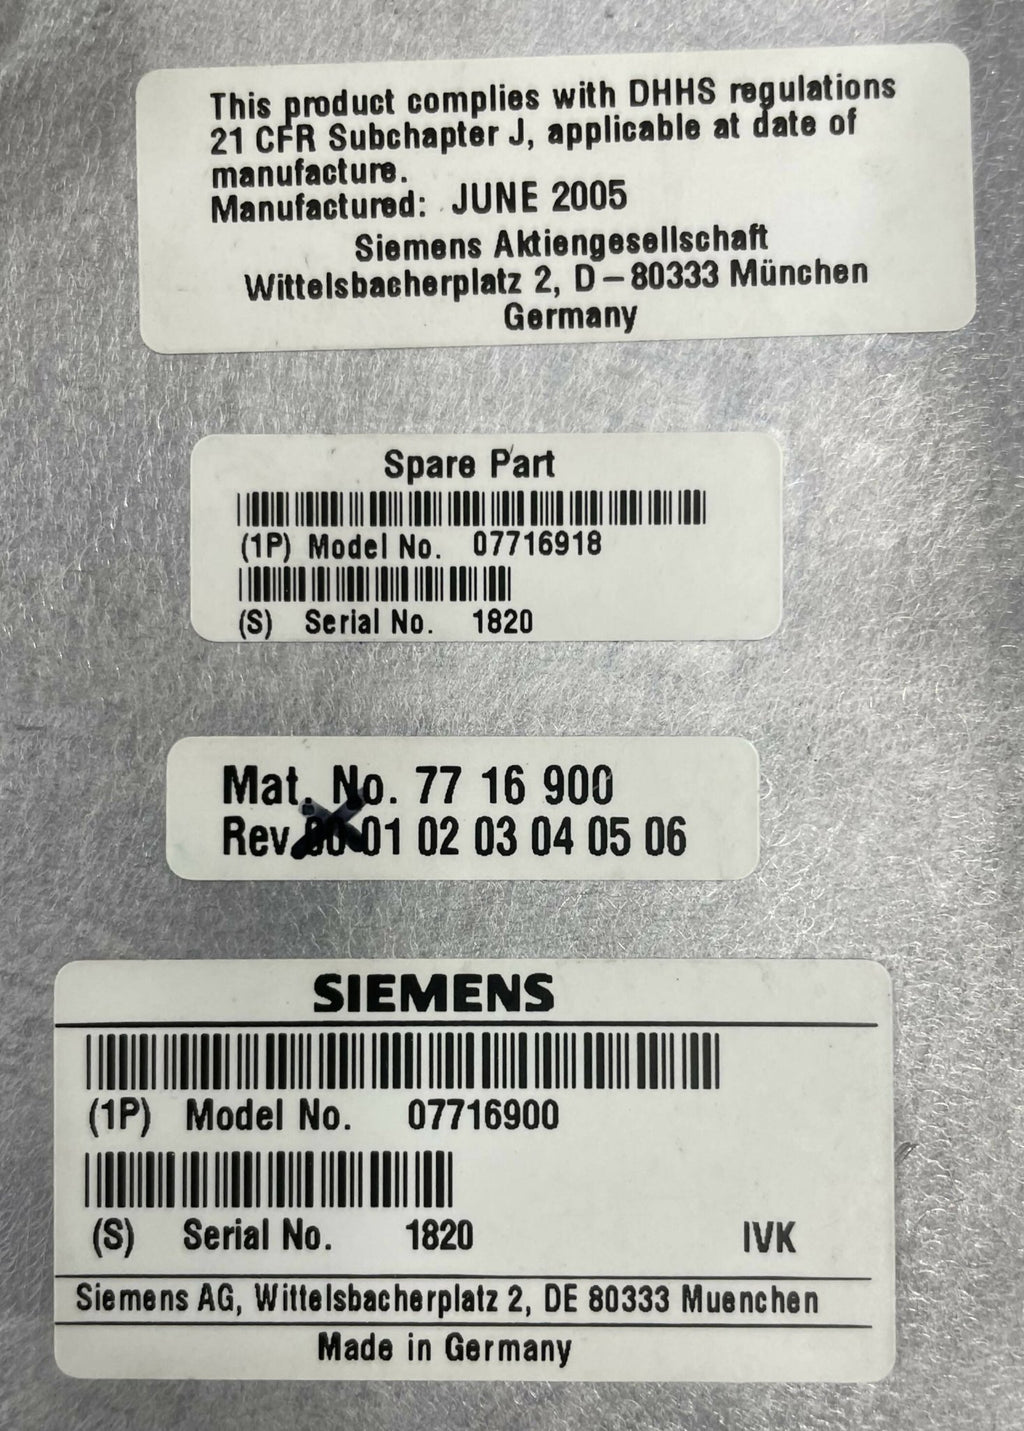 This product complies with DHHS regulations
21 CFR Subchapter J, applicable at date of
manufacture.
Manufactured: JUNE 2005
Siemens Aktiengesellschaft
Wittelsbacherplatz 2, D-80333 München
Germany
Spare Part
(1P) Model No. 07716918
(S) Serial No. 1820
Mat. No. 77 16 900
Rev. 00 01 02 03 04 05 06
SIEMENS
(1P) Model No. 07716900
(S) Serial No. 1820 IVK
Siemens AG, Wittelsbacherplatz 2, DE 80333 Muenchen
Made in Germany